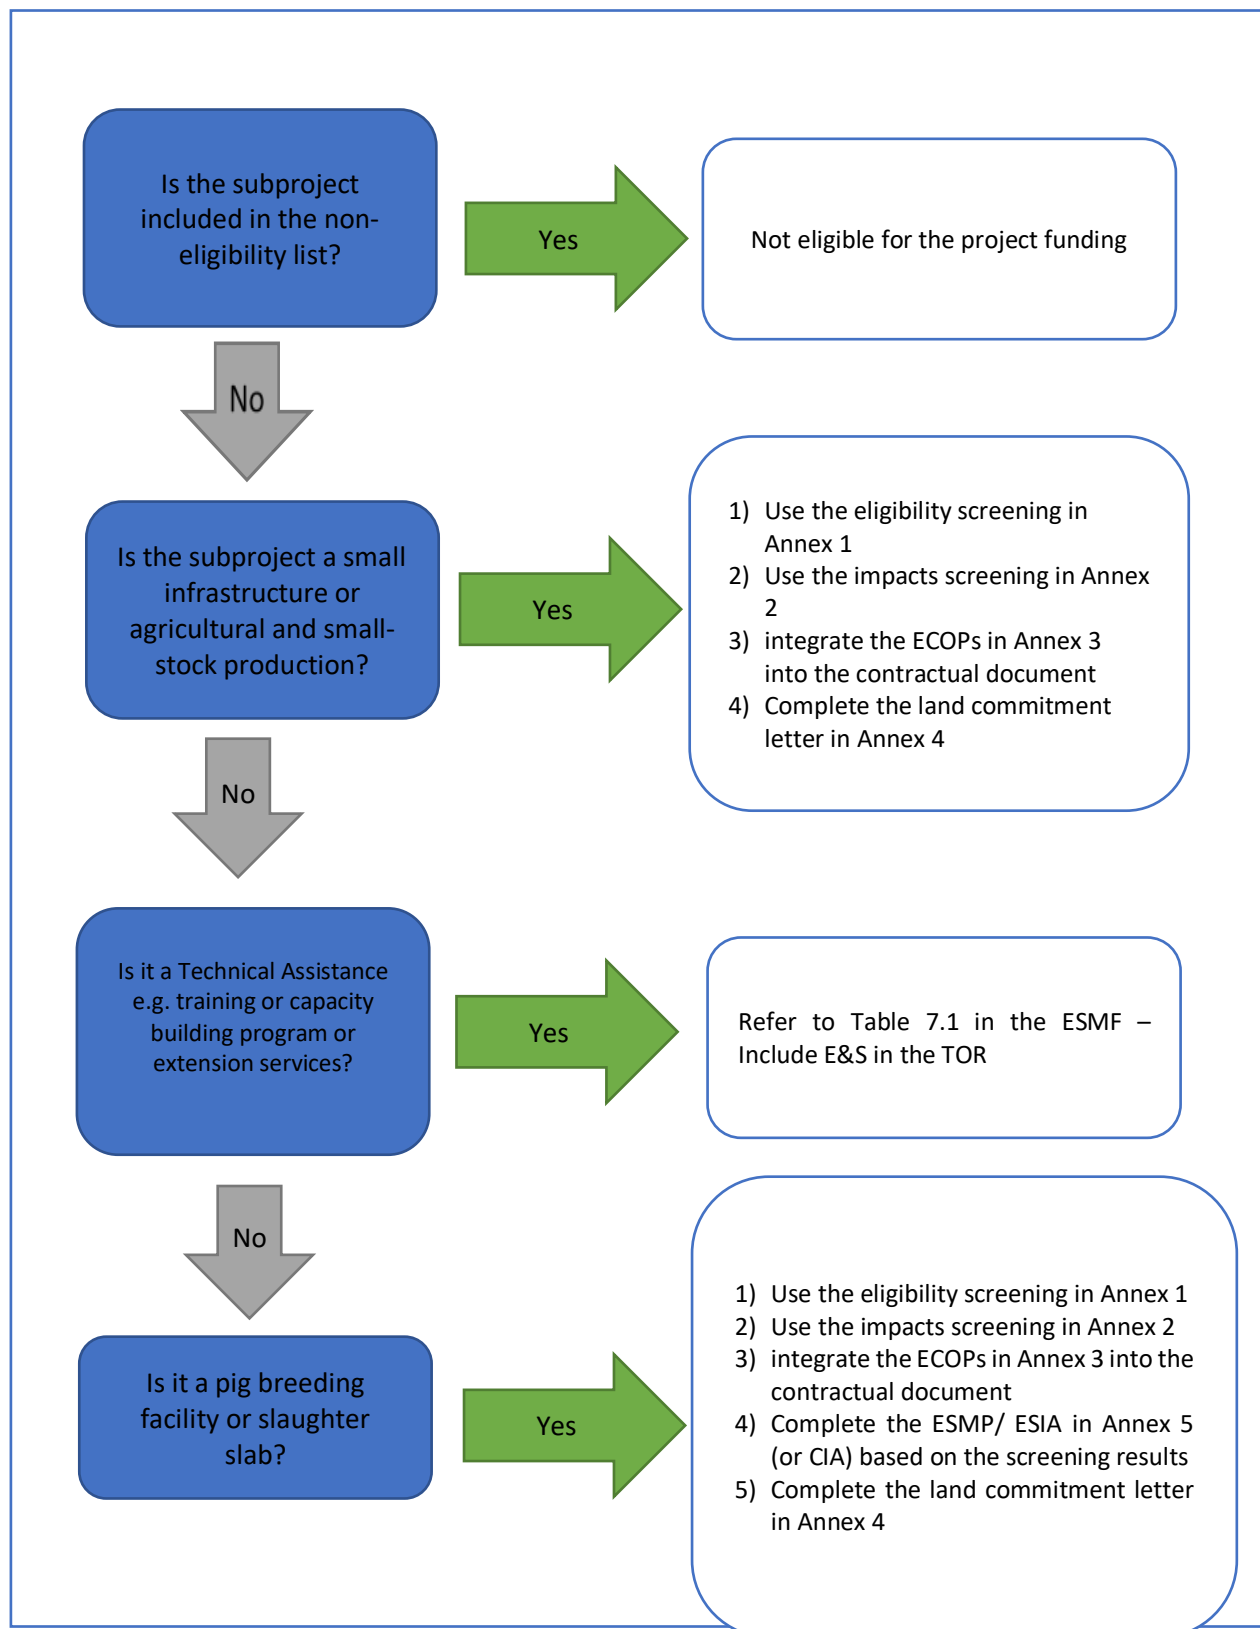 Is the subproject
included in the non-
eligibility list?
Yes
Not eligible for the project funding
No
Is the subproject a small
infrastructure or
agricultural and small-
stock production?
Yes
1) Use the eligibility screening in
Annex 1
2) Use the impacts screening in Annex
2
3) integrate the ECOPs in Annex 3
into the contractual document
4) Complete the land commitment
letter in Annex 4
No
Is it a Technical Assistance
e.g. training or capacity
building program or
extension services?
Yes
Refer to Table 7.1 in the ESMF –
Include E&S in the TOR
No
Is it a pig breeding
facility or slaughter
slab?
Yes
1) Use the eligibility screening in Annex 1
2) Use the impacts screening in Annex 2
3) integrate the ECOPs in Annex 3 into the
contractual document
4) Complete the ESMP/ ESIA in Annex 5
(or CIA) based on the screening results
5) Complete the land commitment letter
in Annex 4